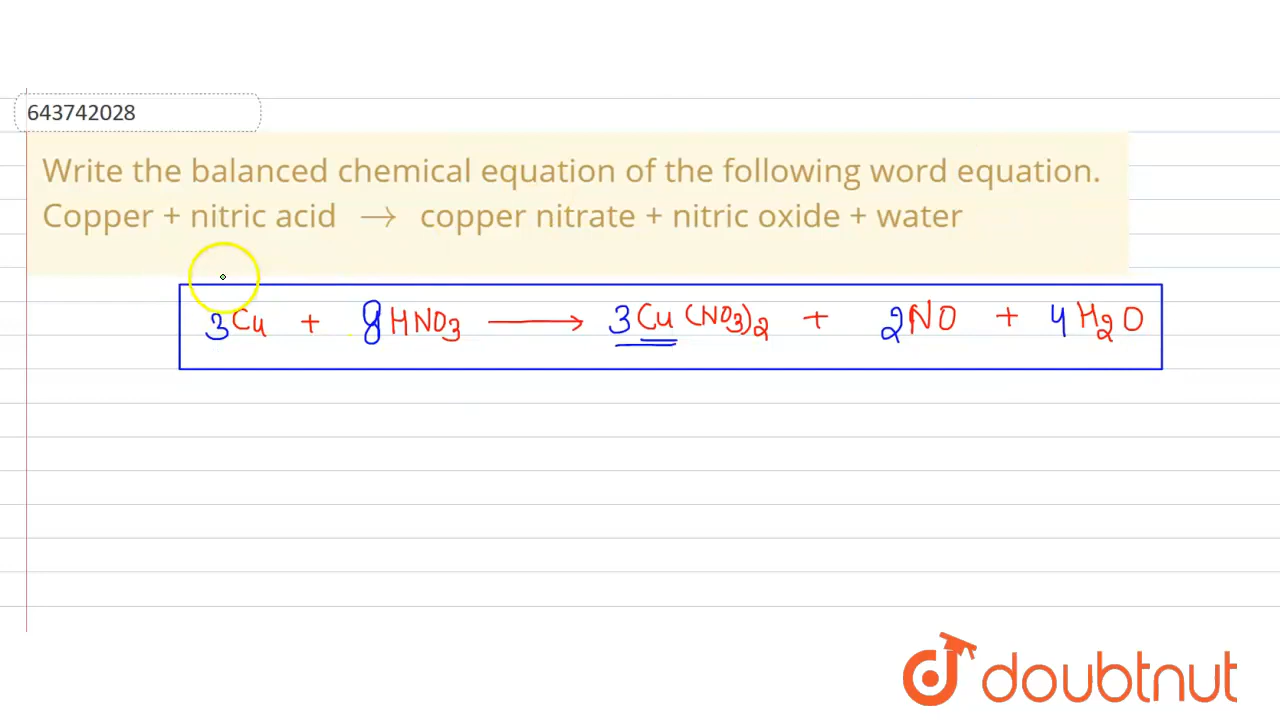 643742028
Write the balanced chemical equation of the following word equation.
Copper + nitric acid → copper nitrate + nitric oxide + water
3Cu + 8HNO3 ⟶ 3Cu(NO3)2 + 2NO + 4H2O
doubtnut